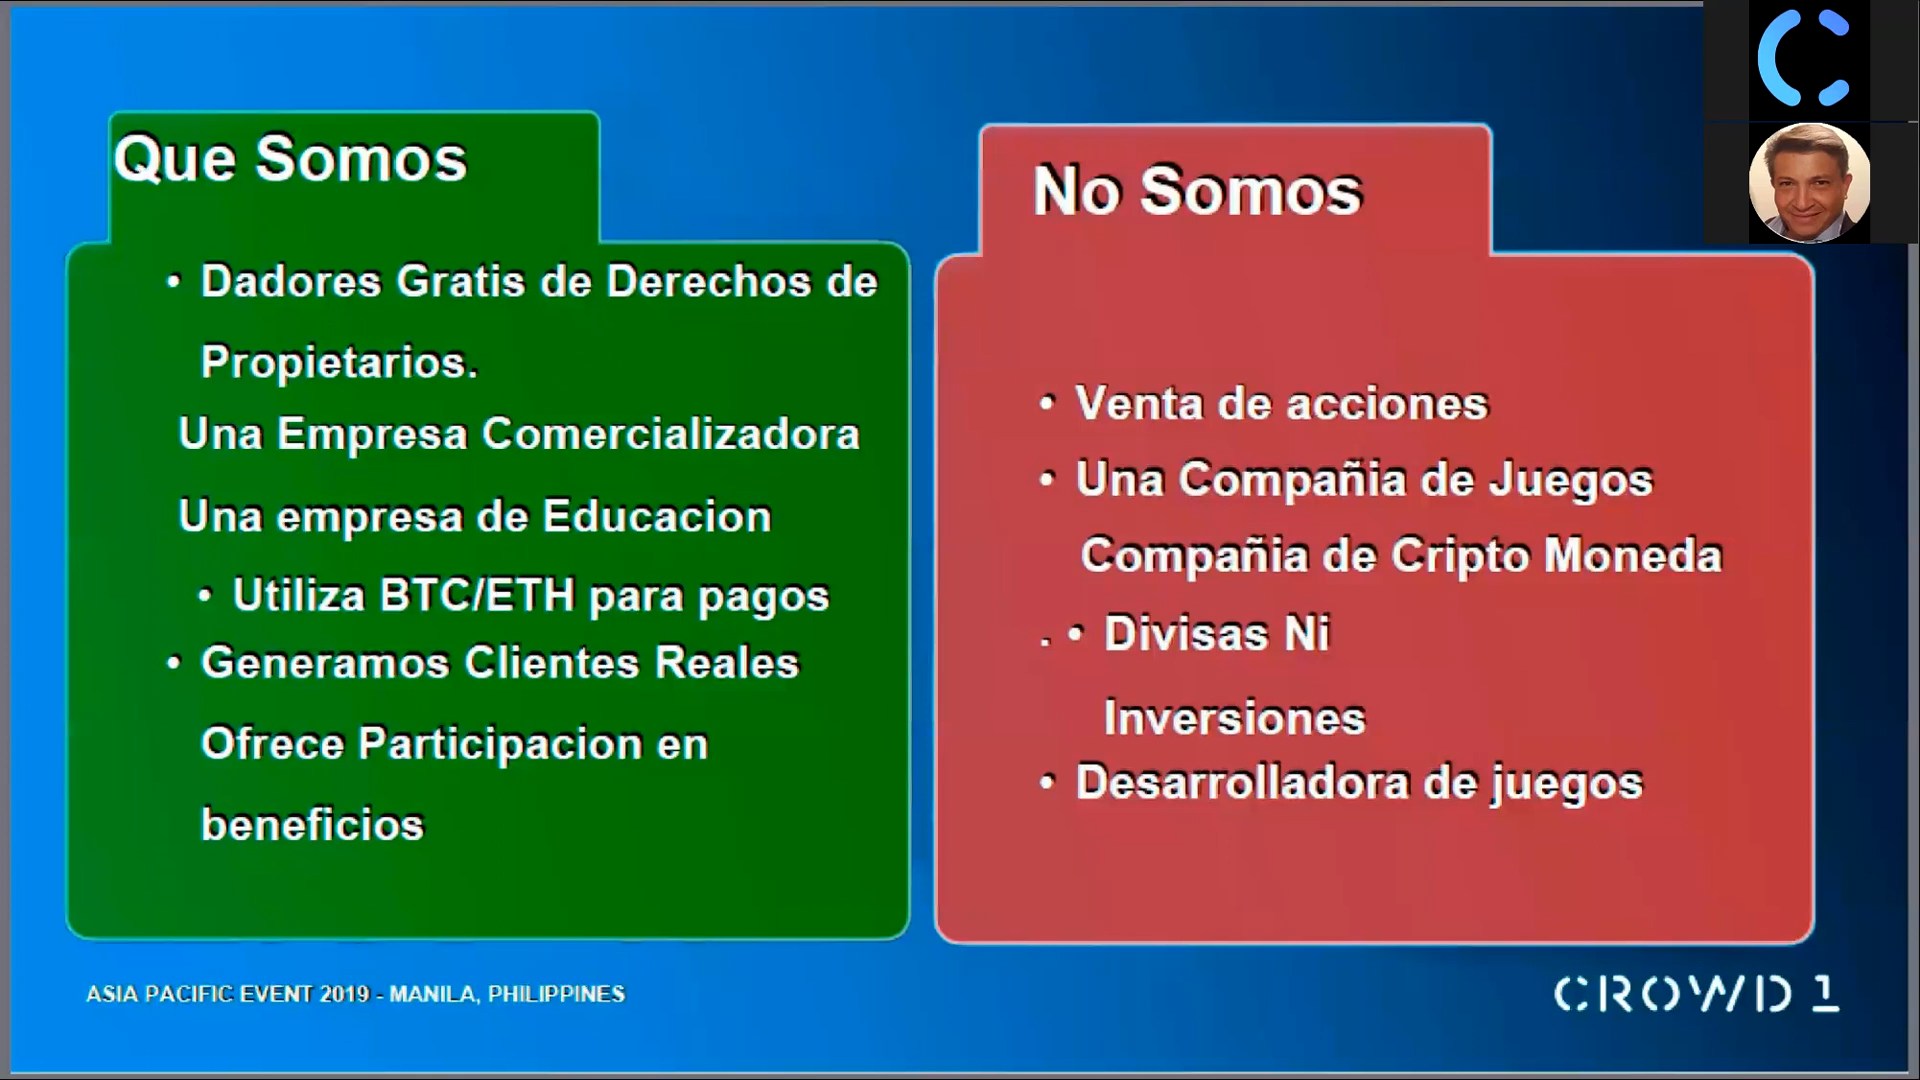 Que Somos
• Dadores Gratis de Derechos de
Propietarios.
Una Empresa Comercializadora
Una empresa de Educacion
• Utiliza BTC/ETH para pagos
• Generamos Clientes Reales
Ofrece Participacion en
beneficios
No Somos
• Venta de acciones
• Una Compañia de Juegos
Compañia de Cripto Moneda
. • Divisas Ni
Inversiones
• Desarrolladora de juegos
ASIA PACIFIC EVENT 2019 - MANILA, PHILIPPINES
CROWD 1